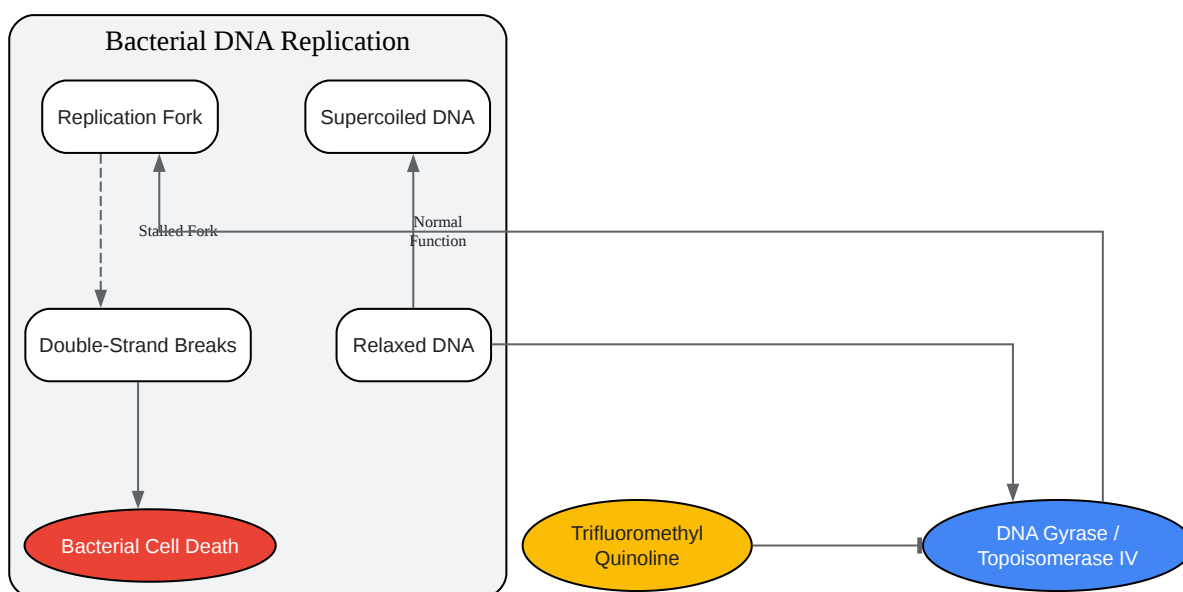 Bacterial DNA Replication
Replication Fork
Supercoiled DNA
Stalled Fork
Normal
Function
Double-Strand Breaks
Relaxed DNA
Bacterial Cell Death
Trifluoromethyl
Quinoline
DNA Gyrase /
Topoisomerase IV